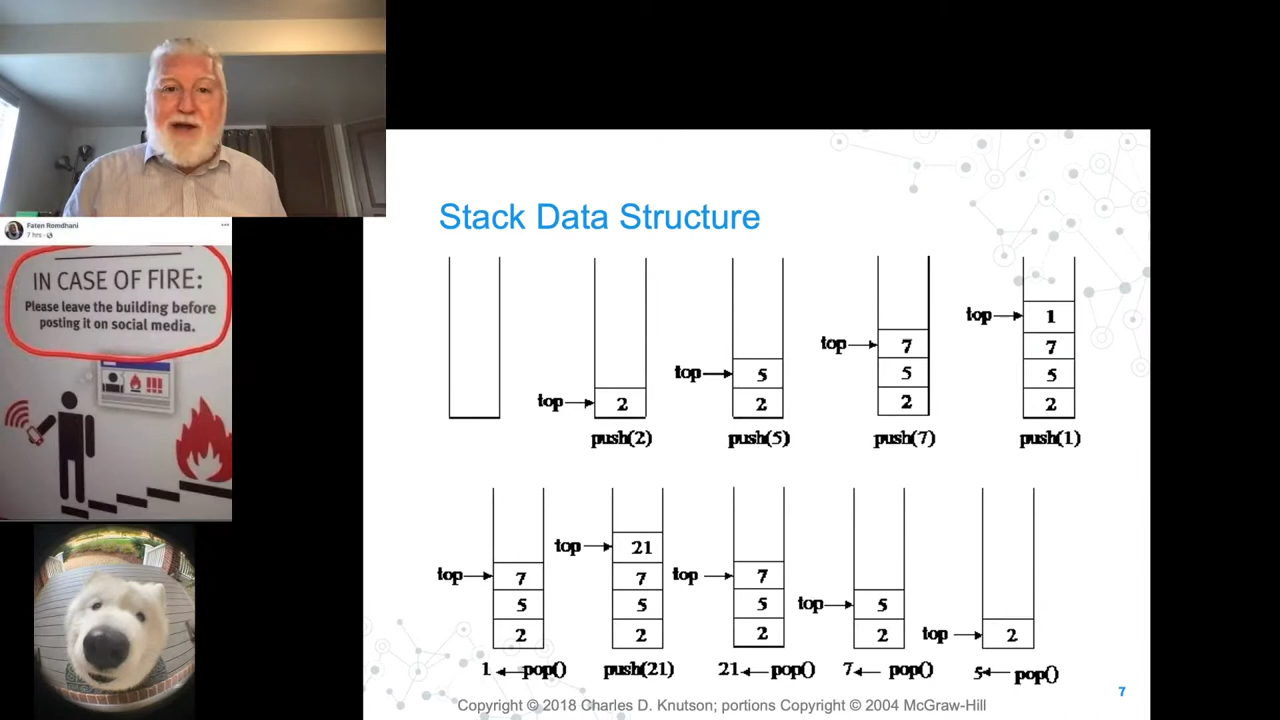 Faten Romdhani
7 hrs
IN CASE OF FIRE:
Please leave the building before
posting it on social media.
Stack Data Structure
top 2
push(2)
top 5
2
push(5)
top 7
5
2
push(7)
top 1
7
5
2
push(1)
top 7
5
2
1 ← pop()
top 21
7
5
2
push(21)
top 7
5
2
21 ← pop()
top 5
2
7 ← pop()
top 2
5 ← pop()
Copyright © 2018 Charles D. Knutson; portions Copyright © 2004 McGraw-Hill
7